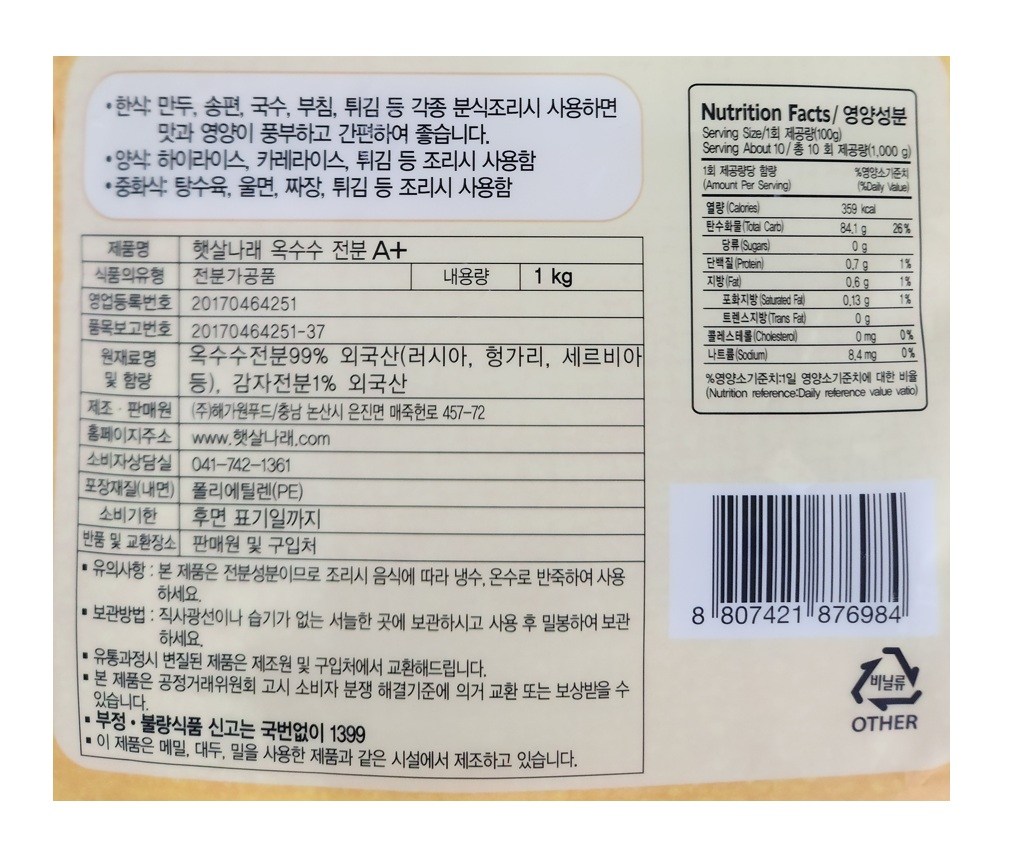 • 한식: 만두, 송편, 국수, 부침, 튀김 등 각종 분식조리시 사용하면
맛과 영양이 풍부하고 간편하여 좋습니다.
• 양식: 하이라이스, 카레라이스, 튀김 등 조리시 사용함
• 중화식: 탕수육, 울면, 짜장, 튀김 등 조리시 사용함
제품명 햇살나래 옥수수 전분 A+
식품의유형 전분가공품 내용량 1 kg
영업등록번호 20170464251
품목보고번호 20170464251-37
원재료명 및 함량 옥수수전분99% 외국산(러시아, 헝가리, 세르비아
등), 감자전분1% 외국산
제조 · 판매원 (주)해가원푸드/충남 논산시 은진면 매죽헌로 457-72
홈페이지주소 www.햇살나래.com
소비자상담실 041-742-1361
포장재질(내면) 폴리에틸렌(PE)
소비기한 후면 표기일까지
반품 및 교환장소 판매원 및 구입처
▪ 유의사항 : 본 제품은 전분성분이므로 조리시 음식에 따라 냉수, 온수로 반죽하여 사용
하세요.
▪ 보관방법 : 직사광선이나 습기가 없는 서늘한 곳에 보관하시고 사용 후 밀봉하여 보관
하세요.
▪ 유통과정시 변질된 제품은 제조원 및 구입처에서 교환해드립니다.
▪ 본 제품은 공정거래위원회 고시 소비자 분쟁 해결기준에 의거 교환 또는 보상받을 수
있습니다.
▪ 부정 • 불량식품 신고는 국번없이 1399
▪ 이 제품은 메밀, 대두, 밀을 사용한 제품과 같은 시설에서 제조하고 있습니다.
Nutrition Facts/ 영양성분
Serving Size/1회 제공량(100g)
Serving About 10/총 10 회 제공량(1,000 g)
1회 제공량당 함량 %영양소기준치
(Amount Per Serving) (%Daily Value)
열량 (Calories) 359 kcal
탄수화물(Total Carb) 84.1 g 26%
당류 (Sugars) 0 g
단백질 (Protein) 0.7 g 1%
지방(Fat) 0.6 g 1%
포화지방 (Saturated Fat) 0.13 g 1%
트랜스지방(Trans Fat) 0 g
콜레스테롤(Cholesterol) 0 mg 0%
나트륨(Sodium) 8.4 mg 0%
%영양소기준치:1일 영양소기준치에 대한 비율
(Nutrition reference:Daily reference value vatio)
8 807421 876984
비닐류
OTHER